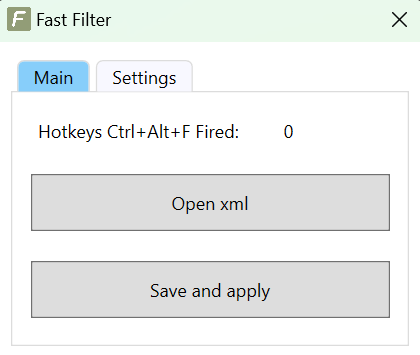 F Fast Filter
Main Settings
Hotkeys Ctrl+Alt+F Fired: 0
Open xml
Save and apply